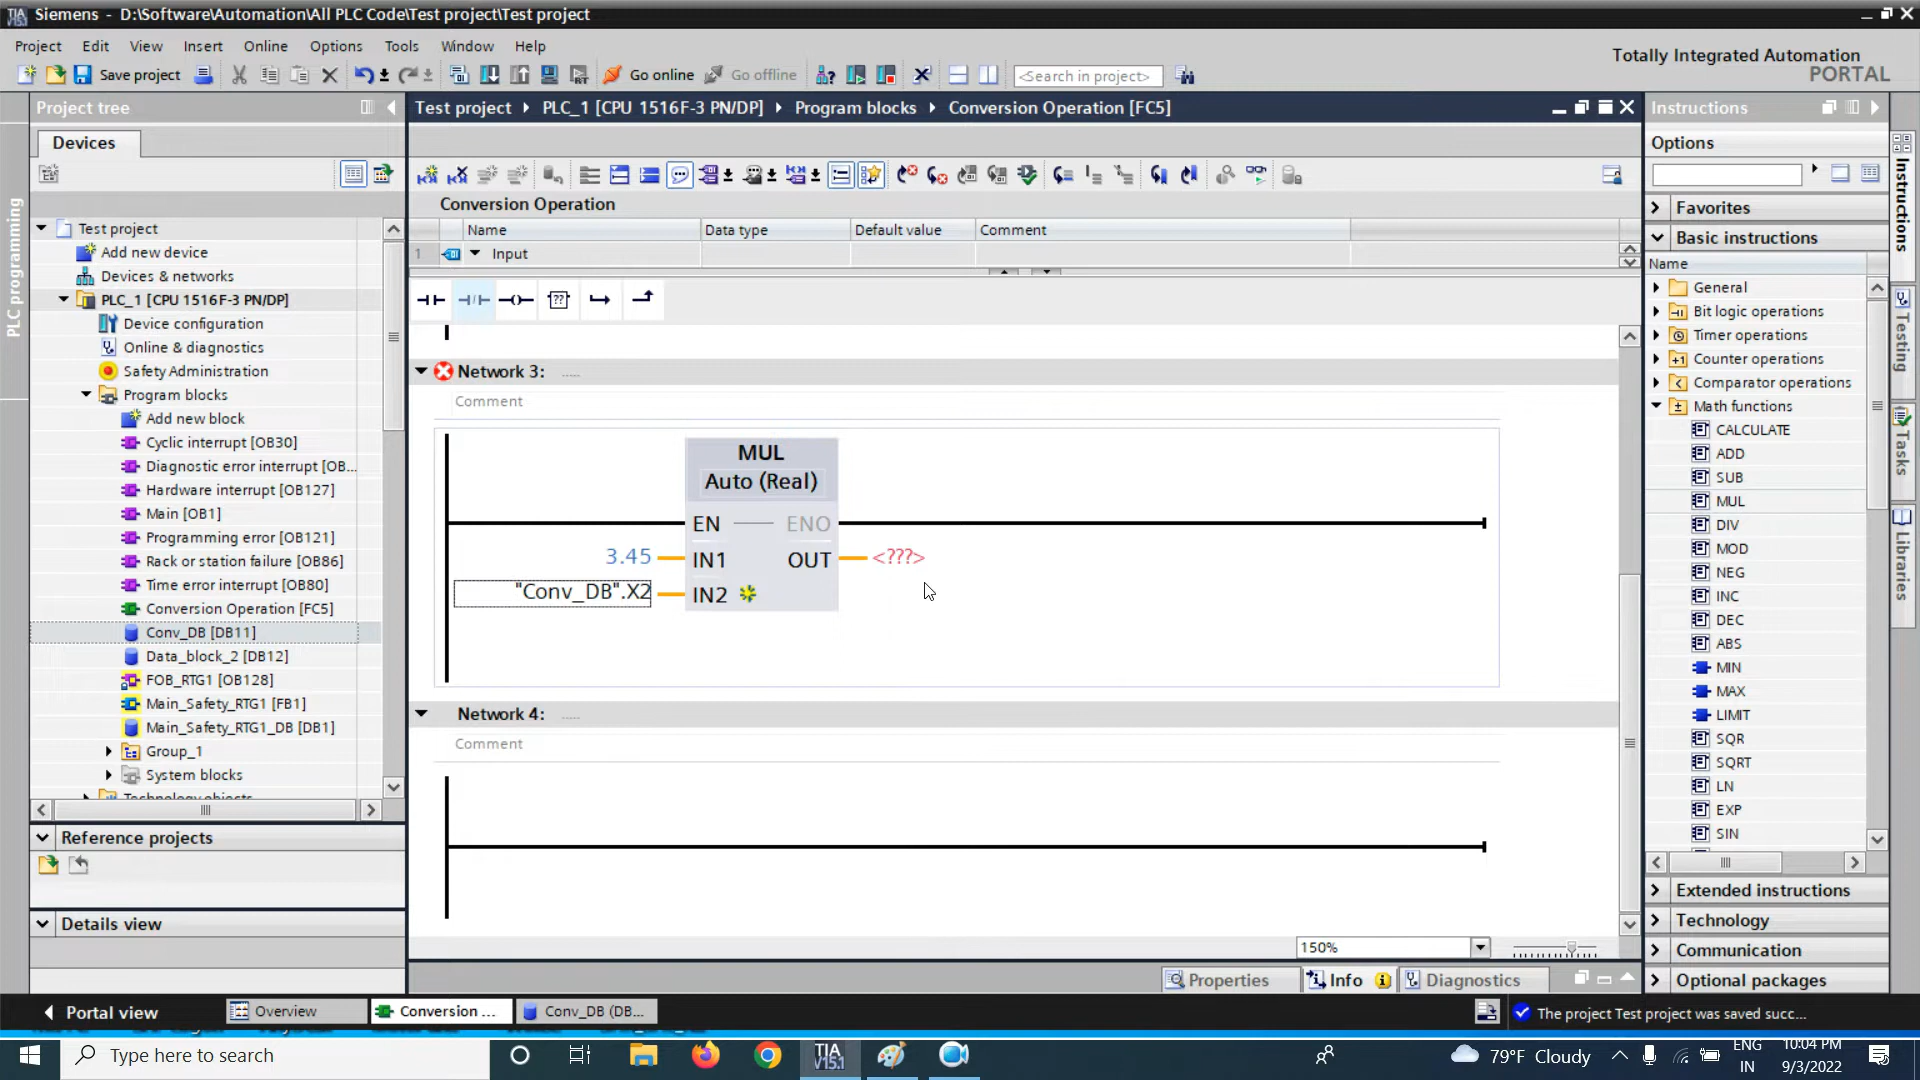 Siemens - D:\Software\Automation\All PLC Code\Test project\Test project
Project Edit View Insert Online Options Tools Window Help
Totally Integrated Automation
PORTAL
Save project
Go online
Go offline
<Search in project>
Project tree
Test project ▸ PLC_1 [CPU 1516F-3 PN/DP] ▸ Program blocks ▸ Conversion Operation [FC5]
Instructions
Devices
Options
PLC programming
Conversion Operation
Name Data type Default value Comment
1 Input
Test project
Add new device
Devices & networks
PLC_1 [CPU 1516F-3 PN/DP]
Device configuration
Online & diagnostics
Safety Administration
Program blocks
Add new block
Cyclic interrupt [OB30]
Diagnostic error interrupt [OB...
Hardware interrupt [OB127]
Main [OB1]
Programming error [OB121]
Rack or station failure [OB86]
Time error interrupt [OB80]
Conversion Operation [FC5]
Conv_DB [DB11]
Data_block_2 [DB12]
FOB_RTG1 [OB128]
Main_Safety_RTG1 [FB1]
Main_Safety_RTG1_DB [DB1]
Group_1
System blocks
Technology objects
Reference projects
Details view
??
Network 3: .....
Comment
MUL
Auto (Real)
EN ENO
3.45 IN1 OUT <???>
"Conv_DB".X2 IN2
Network 4: .....
Comment
150%
Properties Info Diagnostics
Favorites
Basic instructions
Name
General
Bit logic operations
Timer operations
Counter operations
Comparator operations
Math functions
CALCULATE
ADD
SUB
MUL
DIV
MOD
NEG
INC
DEC
ABS
MIN
MAX
LIMIT
SQR
SQRT
LN
EXP
SIN
Extended instructions
Technology
Communication
Optional packages
Instructions
Testing
Tasks
Libraries
Portal view
Overview
Conversion ...
Conv_DB (DB...
The project Test project was saved succ...
Type here to search
TIA
V15.1
79°F Cloudy
ENG
IN
10:04 PM
9/3/2022